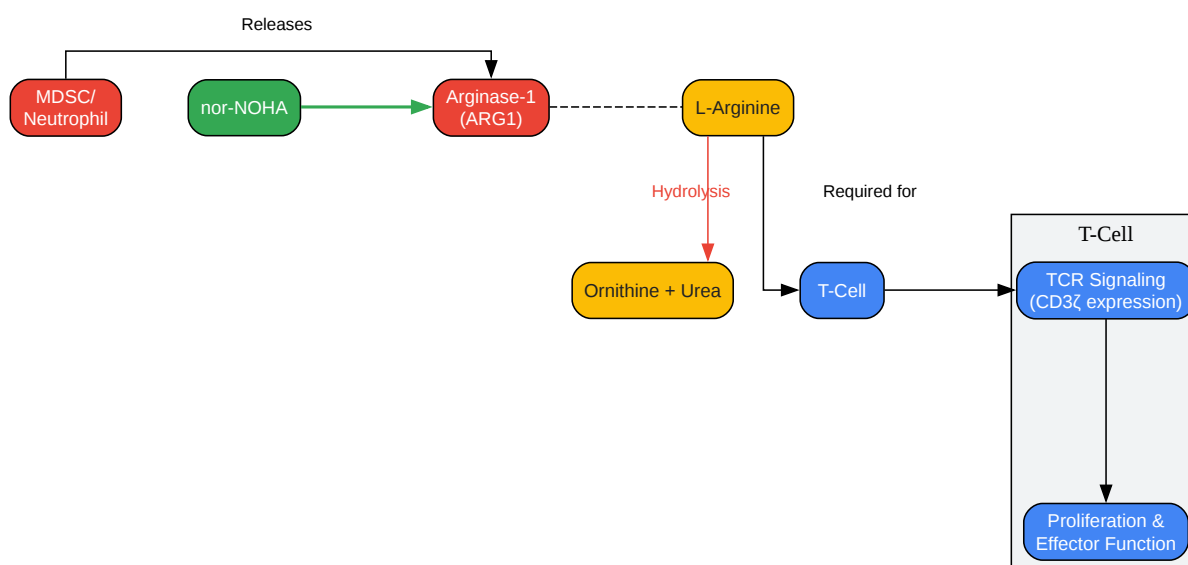 Releases
MDSC/
Neutrophil
nor-NOHA
Arginase-1
(ARG1)
L-Arginine
Hydrolysis
Required for
T-Cell
Ornithine + Urea
T-Cell
TCR Signaling
(CD3ζ expression)
Proliferation &
Effector Function